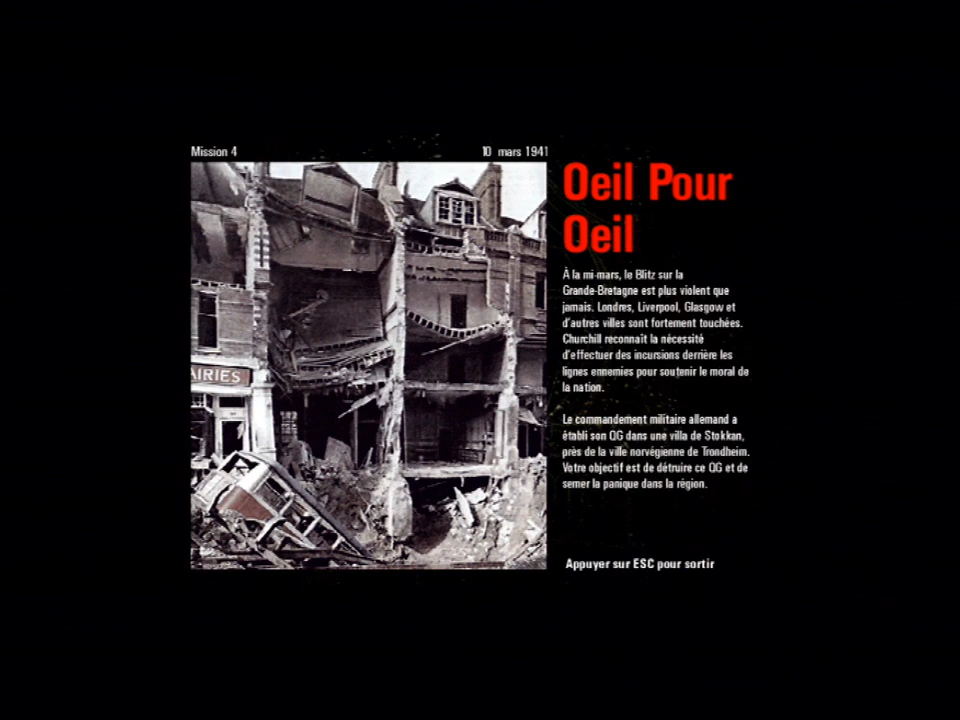 Mission 4
10 mars 1941
Oeil Pour
Oeil
À la mi-mars, le Blitz sur la
Grande-Bretagne est plus violent que
jamais. Londres, Liverpool, Glasgow et
d'autres villes sont fortement touchées.
Churchill reconnaît la nécessité
d'effectuer des incursions derrière les
lignes ennemies pour soutenir le moral de
la nation.
Le commandement militaire allemand a
établi son QG dans une villa de Stokkan,
près de la ville norvégienne de Trondheim.
Votre objectif est de détruire ce QG et de
semer la panique dans la région.
AIRIES
Appuyer sur ESC pour sortir